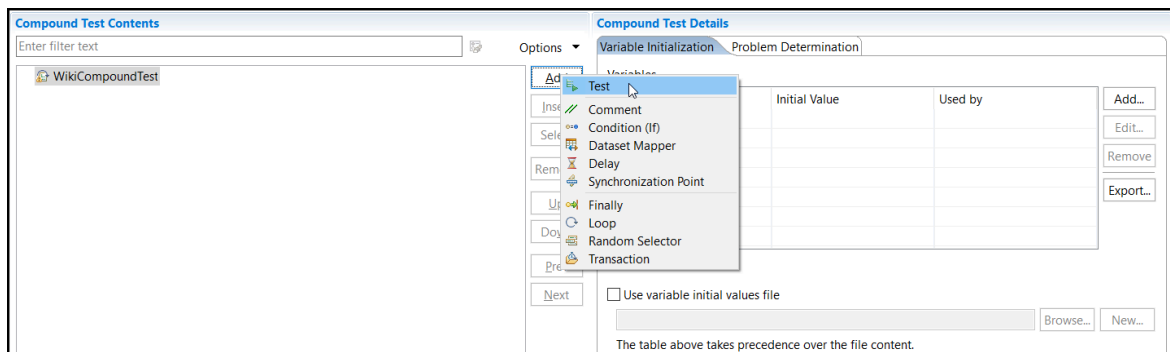 Compound Test Contents
Enter filter text
Options
WikiCompoundTest
Test
Comment
Condition (If)
Dataset Mapper
Delay
Synchronization Point
Finally
Loop
Random Selector
Transaction
Next
Compound Test Details
Variable Initialization Problem Determination
Variables
Initial Value Used by
Add...
Edit...
Remove
Export...
Use variable initial values file
Browse... New...
The table above takes precedence over the file content.